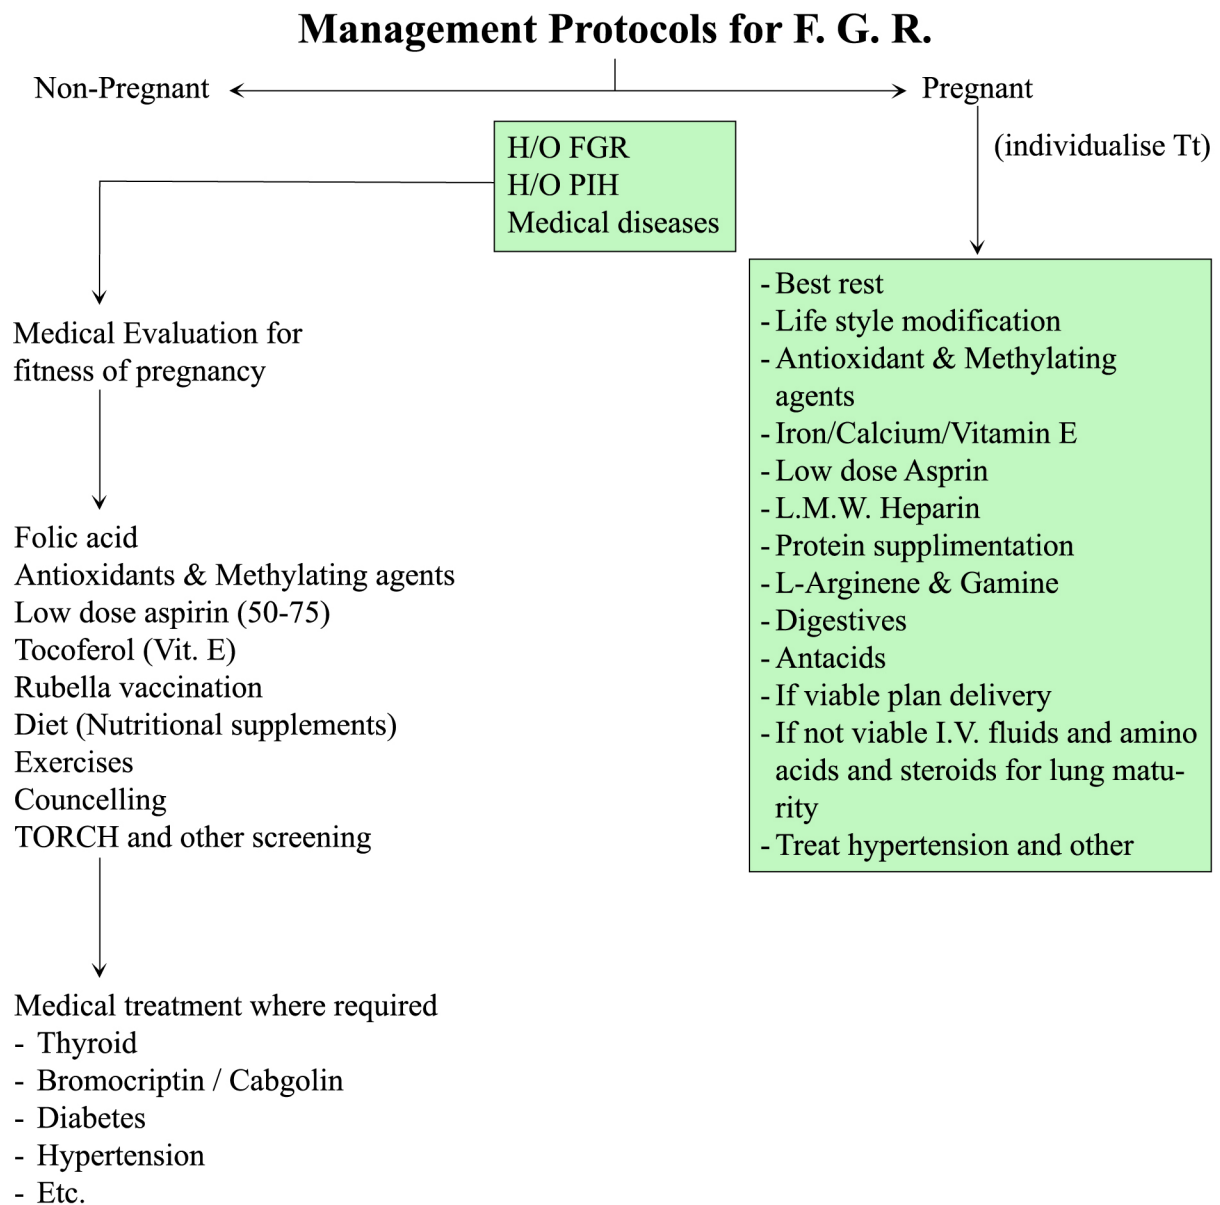 Management Protocols for F. G. R.
Non-Pregnant
Pregnant
(individualise Tt)
H/O FGR
H/O PIH
Medical diseases
Medical Evaluation for
fitness of pregnancy
Folic acid
Antioxidants & Methylating agents
Low dose aspirin (50-75)
Tocoferol (Vit. E)
Rubella vaccination
Diet (Nutritional supplements)
Exercises
Councelling
TORCH and other screening
Medical treatment where required
- Thyroid
- Bromocriptin / Cabgolin
- Diabetes
- Hypertension
- Etc.
- Best rest
- Life style modification
- Antioxidant & Methylating
agents
- Iron/Calcium/Vitamin E
- Low dose Asprin
- L.M.W. Heparin
- Protein supplimentation
- L-Arginene & Gamine
- Digestives
- Antacids
- If viable plan delivery
- If not viable I.V. fluids and amino
acids and steroids for lung matu-
rity
- Treat hypertension and other